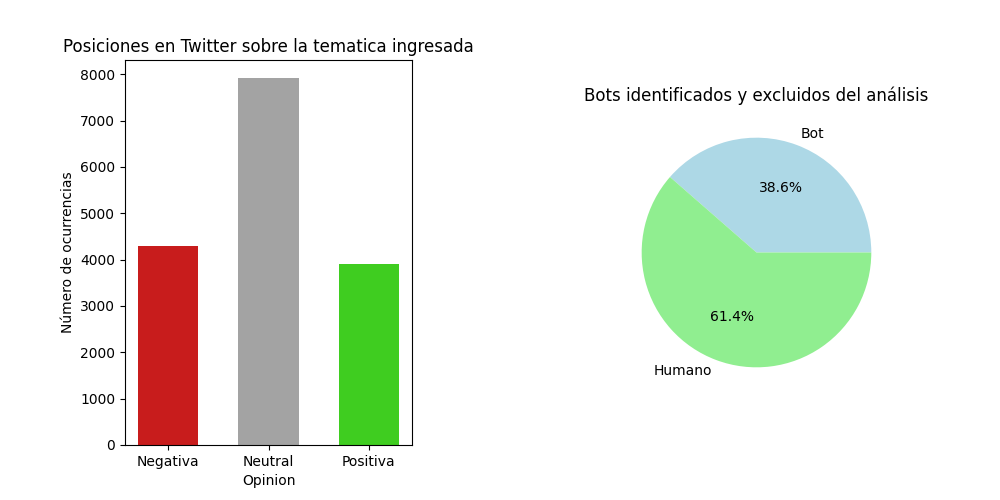 Posiciones en Twitter sobre la tematica ingresada
Número de ocurrencias
8000
7000
6000
5000
4000
3000
2000
1000
0
Negativa
Neutral
Positiva
Opinion
Bots identificados y excluidos del análisis
Bot
38.6%
61.4%
Humano